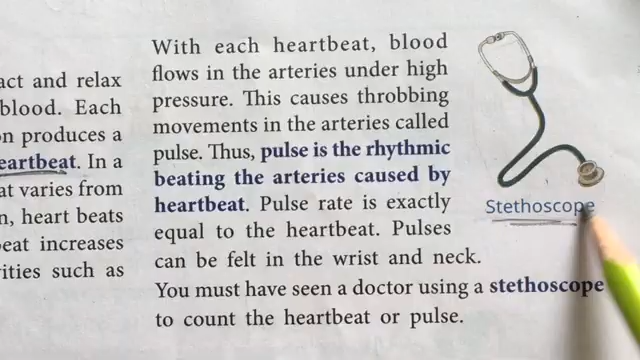 act and relax
blood. Each
on produces a
eartbeat. In a
at varies from
n, heart beats
eat increases
ities such as
With each heartbeat, blood
flows in the arteries under high
pressure. This causes throbbing
movements in the arteries called
pulse. Thus, pulse is the rhythmic
beating the arteries caused by
heartbeat. Pulse rate is exactly
equal to the heartbeat. Pulses
can be felt in the wrist and neck.
You must have seen a doctor using a stethoscope
to count the heartbeat or pulse.
Stethoscope